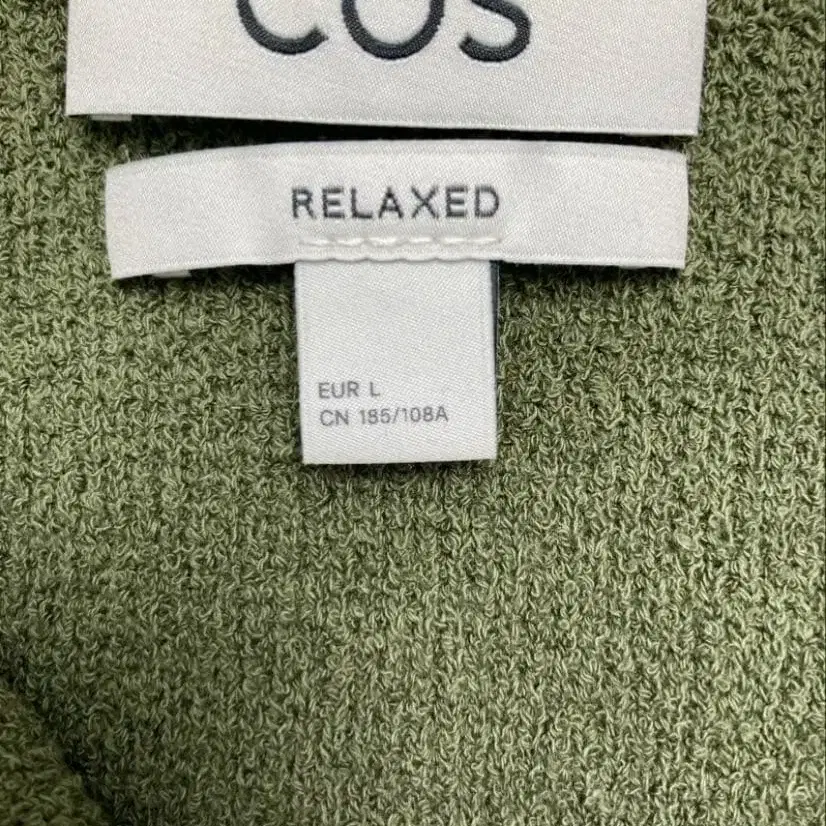 COS
RELAXED
EUR L
CN 185/108A